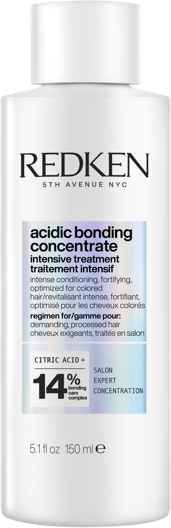 REDKEN
5TH AVENUE NYC
acidic bonding
concentrate
intensive treatment
traitement intensif
intense conditioning, fortifying,
optimized for colored
hair/revitalisant intense, fortifiant,
optimisé pour les cheveux colorés
regimen for/gamme pour:
demanding, processed hair
cheveux exigeants, traités en salon
CITRIC ACID +
14%
bonding
care
complex
SALON
EXPERT
CONCENTRATION
5.1 fl oz 150 ml e